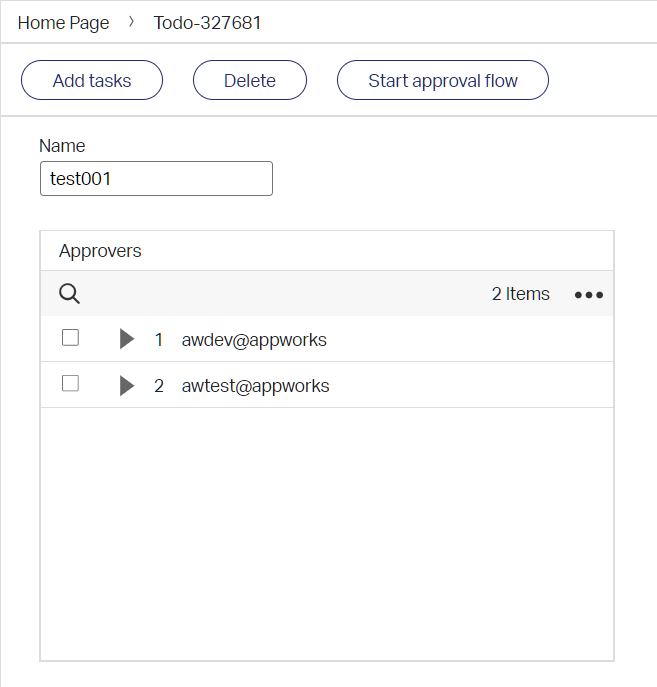 Home Page > Todo-327681
Add tasks Delete Start approval flow
Name
test001
Approvers
2 Items •••
1 awdev@appworks
2 awtest@appworks